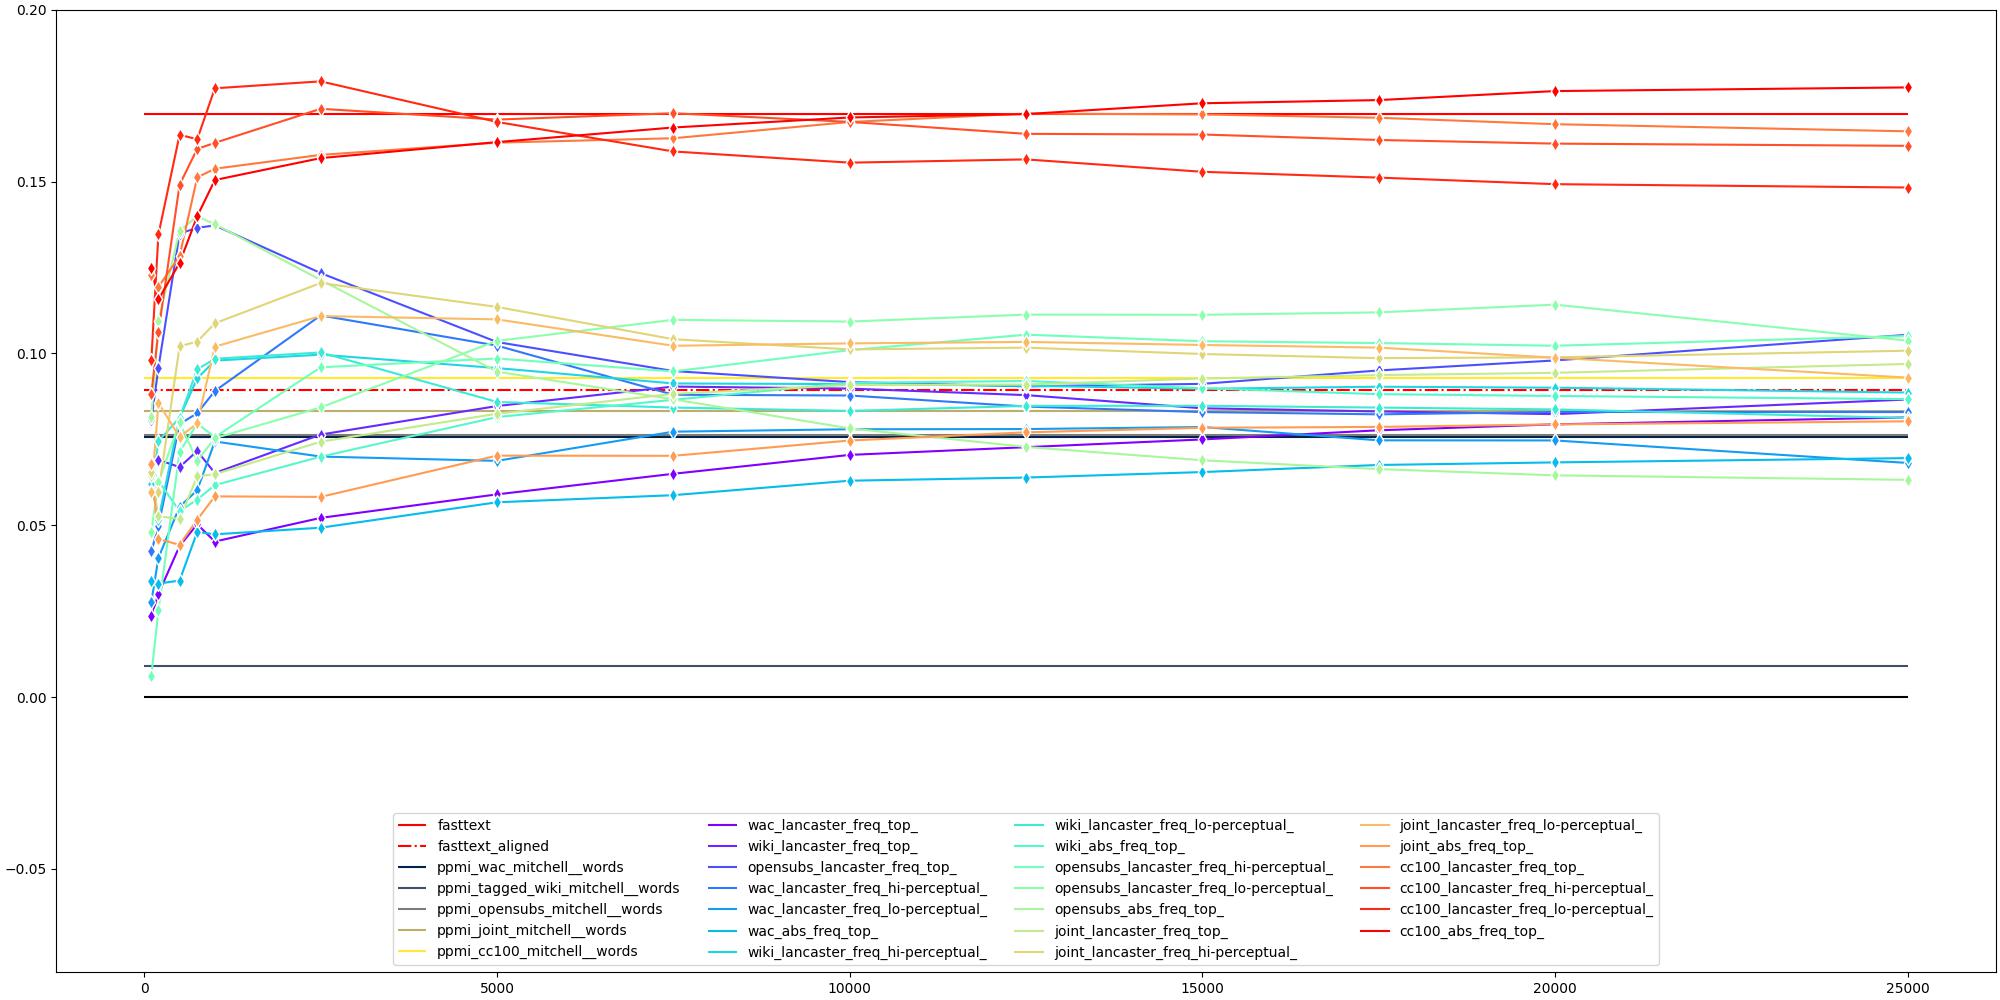 0.20
0.15
0.10
0.05
0.00
−0.05
0
5000
10000
15000
20000
25000
fasttext
fasttext_aligned
ppmi_wac_mitchell__words
ppmi_tagged_wiki_mitchell__words
ppmi_opensubs_mitchell__words
ppmi_joint_mitchell__words
ppmi_cc100_mitchell__words
wac_lancaster_freq_top_
wiki_lancaster_freq_top_
opensubs_lancaster_freq_top_
wac_lancaster_freq_hi-perceptual_
wac_lancaster_freq_lo-perceptual_
wac_abs_freq_top_
wiki_lancaster_freq_hi-perceptual_
wiki_lancaster_freq_lo-perceptual_
wiki_abs_freq_top_
opensubs_lancaster_freq_hi-perceptual_
opensubs_lancaster_freq_lo-perceptual_
opensubs_abs_freq_top_
joint_lancaster_freq_top_
joint_lancaster_freq_hi-perceptual_
joint_lancaster_freq_lo-perceptual_
joint_abs_freq_top_
cc100_lancaster_freq_top_
cc100_lancaster_freq_hi-perceptual_
cc100_lancaster_freq_lo-perceptual_
cc100_abs_freq_top_